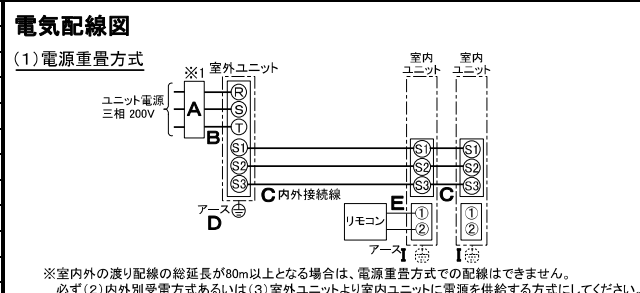 電気配線図
(1)電源重畳方式
※1
室外ユニット
室内
ユニット
室内
ユニット
ユニット電源
三相 200V
A
B
R
S
T
S1
S2
S3
S1
S2
S3
S1
S2
S3
C 内外接続線
C
アース
D
リモコン
E
①
②
①
②
アース I
I
※室内外の渡り配線の総延長が80m以上となる場合は、電源重畳方式での配線はできません。
必ず(2)内外別受電方式あるいは(3)室外ユニットより室内ユニットに電源を供給する方式にしてください。